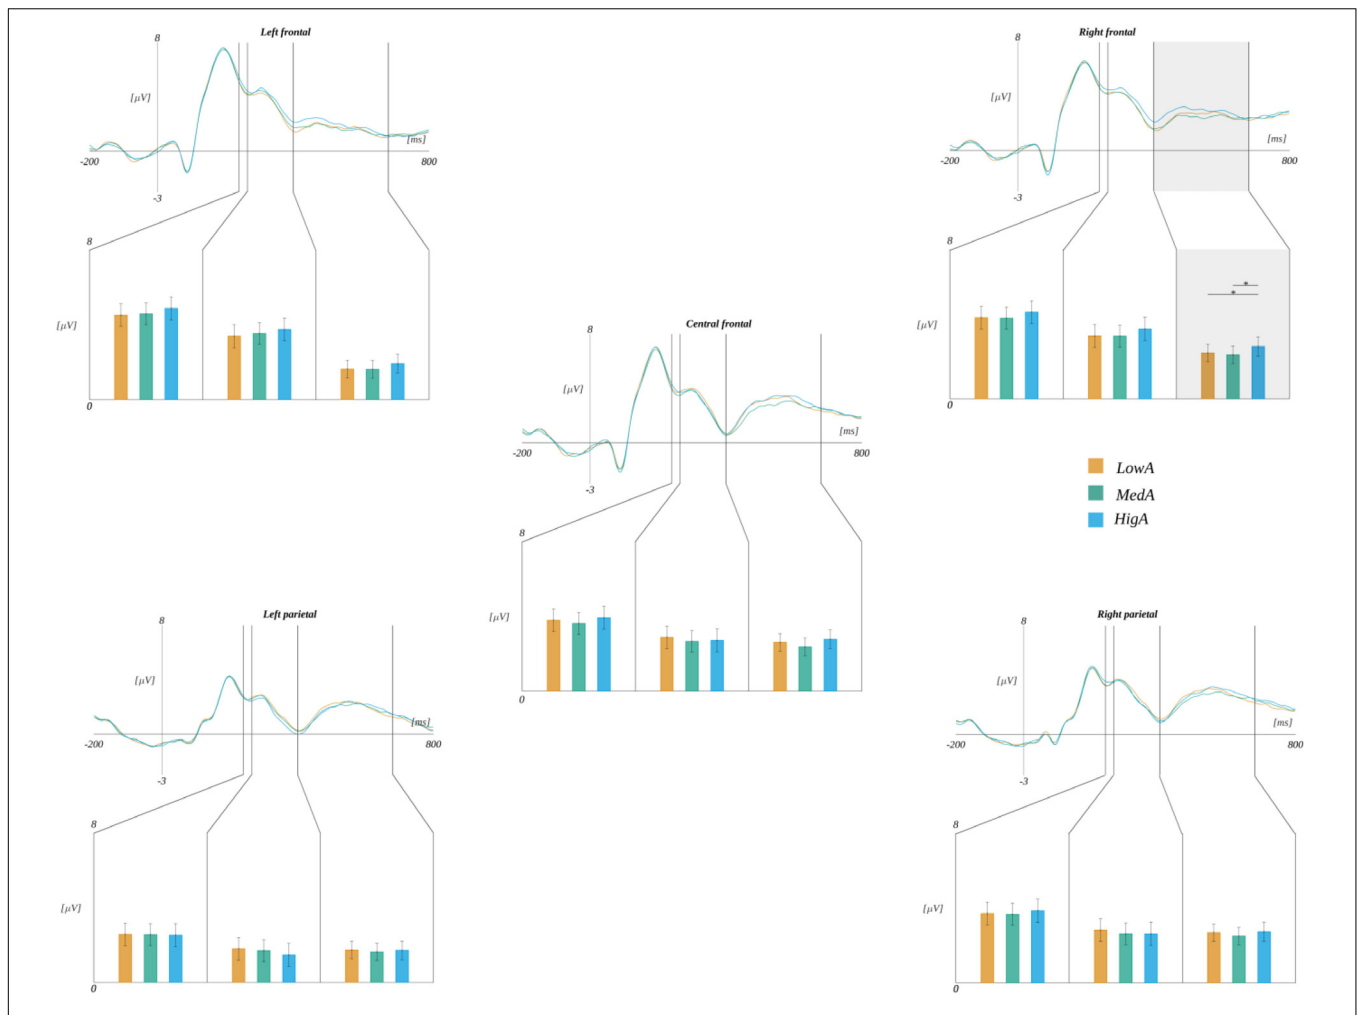 Left frontal
8
[μV]
[ms]
-200
800
-3
8
[μV]
0
Right frontal
8
[μV]
[ms]
-200
800
-3
8
*
*
[μV]
0
Central frontal
8
[μV]
[ms]
-200
800
-3
8
[μV]
0
LowA
MedA
HigA
Left parietal
8
[μV]
[ms]
-200
800
-3
8
[μV]
0
Right parietal
8
[μV]
[ms]
-200
800
-3
8
[μV]
0